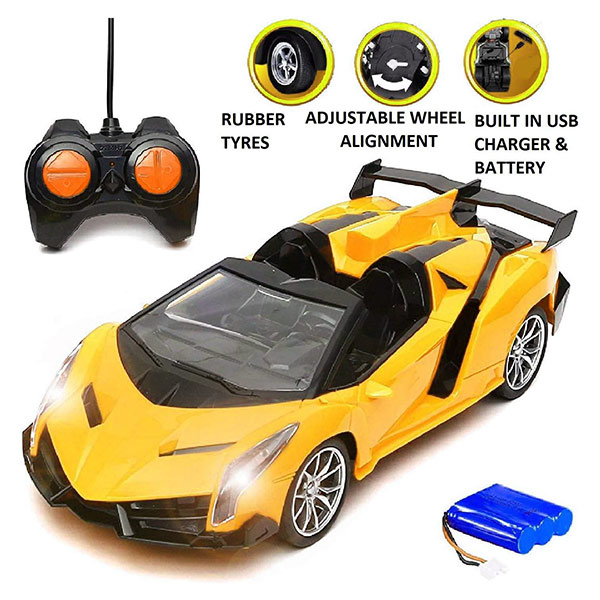 RUBBER
TYRES
ADJUSTABLE WHEEL
ALIGNMENT
BUILT IN USB
CHARGER &
BATTERY